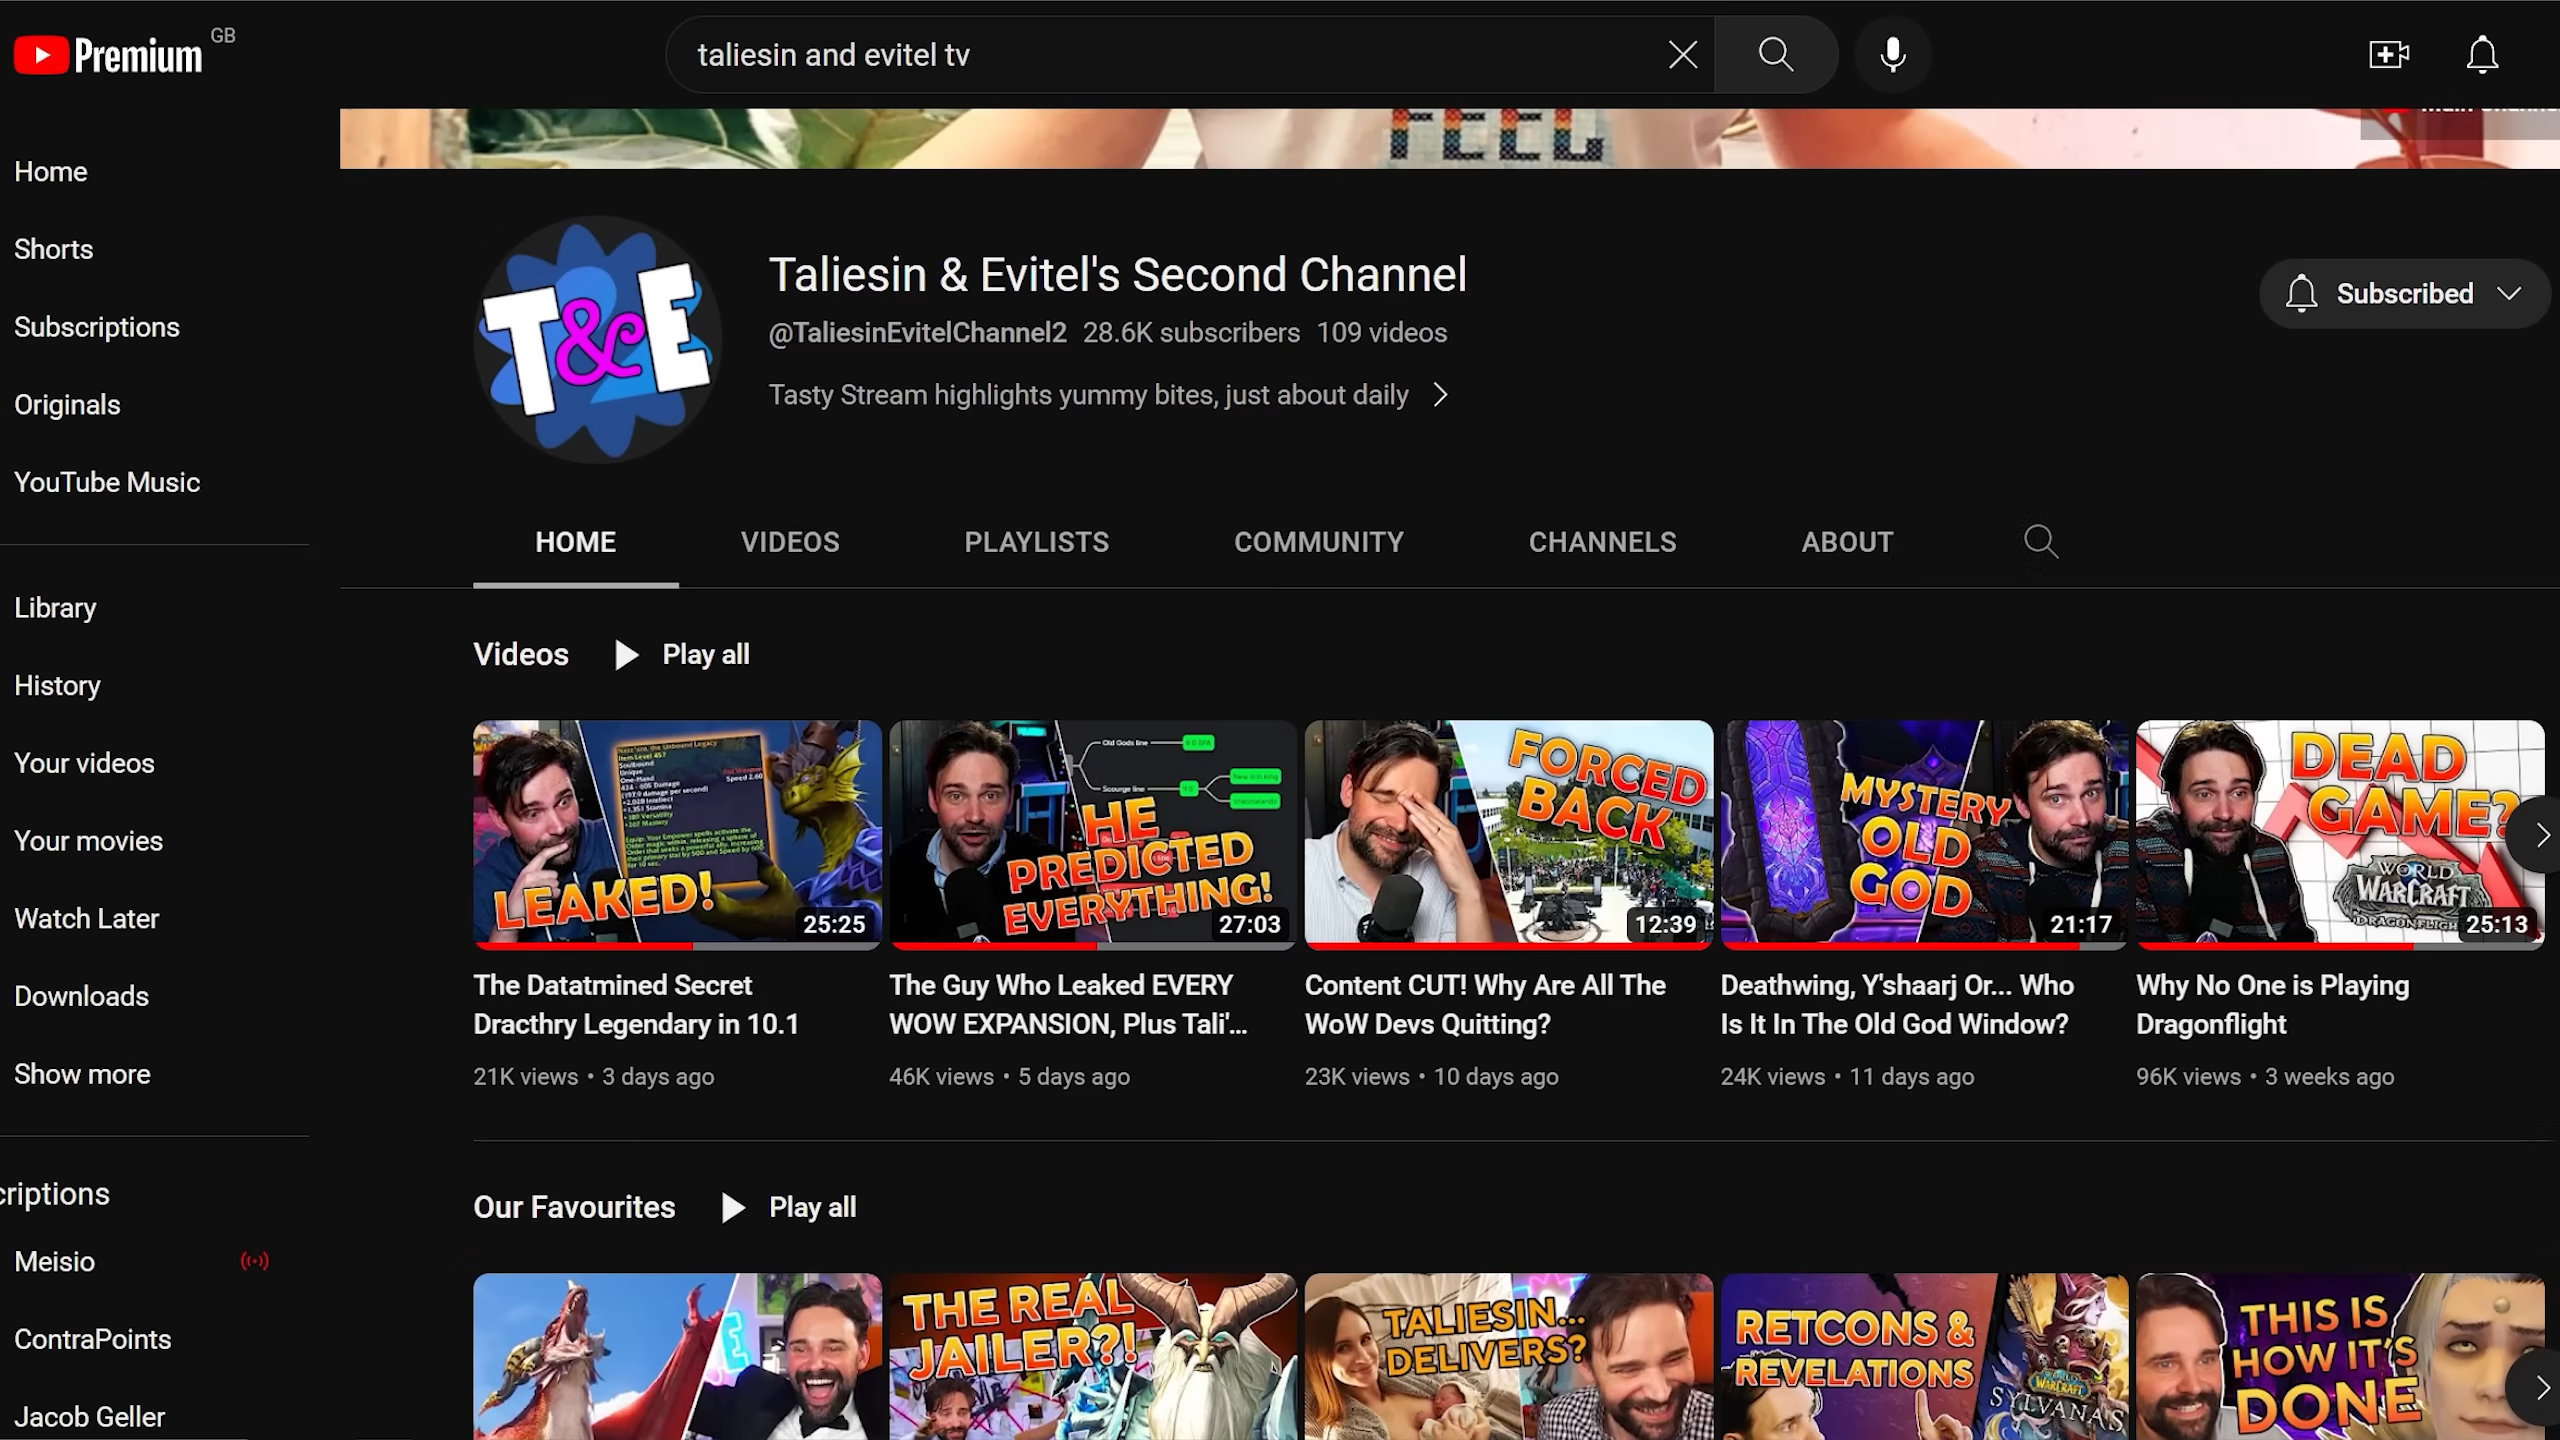 Premium GB
taliesin and evitel tv
FEEL
Home
Shorts
Subscriptions
Originals
YouTube Music
Library
History
Your videos
Your movies
Watch Later
Downloads
Show more
criptions
Meisio
ContraPoints
Jacob Geller
T&E
Taliesin & Evitel's Second Channel
@TaliesinEvitelChannel2 28.6K subscribers 109 videos
Tasty Stream highlights yummy bites, just about daily
Subscribed
HOME VIDEOS PLAYLISTS COMMUNITY CHANNELS ABOUT
Videos Play all
LEAKED!
25:25
The Datatmined Secret
Dracthry Legendary in 10.1
21K views • 3 days ago
Old Gods line
Scourge line
HE
PREDICTED
EVERYTHING!
27:03
The Guy Who Leaked EVERY
WOW EXPANSION, Plus Tali'...
46K views • 5 days ago
FORCED
BACK
12:39
Content CUT! Why Are All The
WoW Devs Quitting?
23K views • 10 days ago
MYSTERY
OLD
GOD
21:17
Deathwing, Y'shaarj Or... Who
Is It In The Old God Window?
24K views • 11 days ago
DEAD
GAME?
WORLD
WARCRAFT
25:13
Why No One is Playing
Dragonflight
96K views • 3 weeks ago
Our Favourites Play all
THE REAL
JAILER?!
TALIESIN...
DELIVERS?
RETCONS &
REVELATIONS
WARCRAFT
SYLVANAS
THIS IS
HOW IT'S
DONE